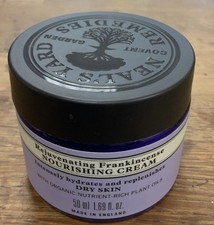 NEAL'S YARD
REMEDIES
COVENT GARDEN
Rejuvenating Frankincense
NOURISHING CREAM
Intensely hydrates and replenishes
DRY SKIN
WITH ORGANIC NUTRIENT-RICH PLANT OILS
50 ml 1.69 fl. oz.
MADE IN ENGLAND